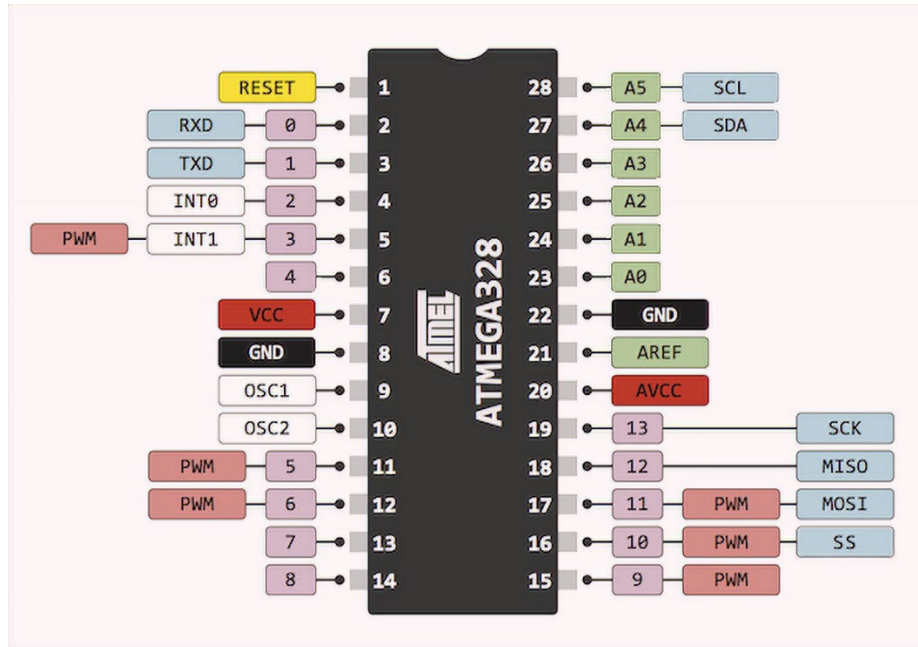 RESET 1 28 A5 SCL
RXD 0 2 27 A4 SDA
TXD 1 3 26 A3
INT0 2 4 25 A2
PWM INT1 3 5 24 A1
4 6 23 A0
VCC 7 22 GND
GND 8 21 AREF
OSC1 9 20 AVCC
OSC2 10 19 13 SCK
PWM 5 11 18 12 MISO
PWM 6 12 17 11 PWM MOSI
7 13 16 10 PWM SS
8 14 15 9 PWM
ATMEL
ATMEGA328